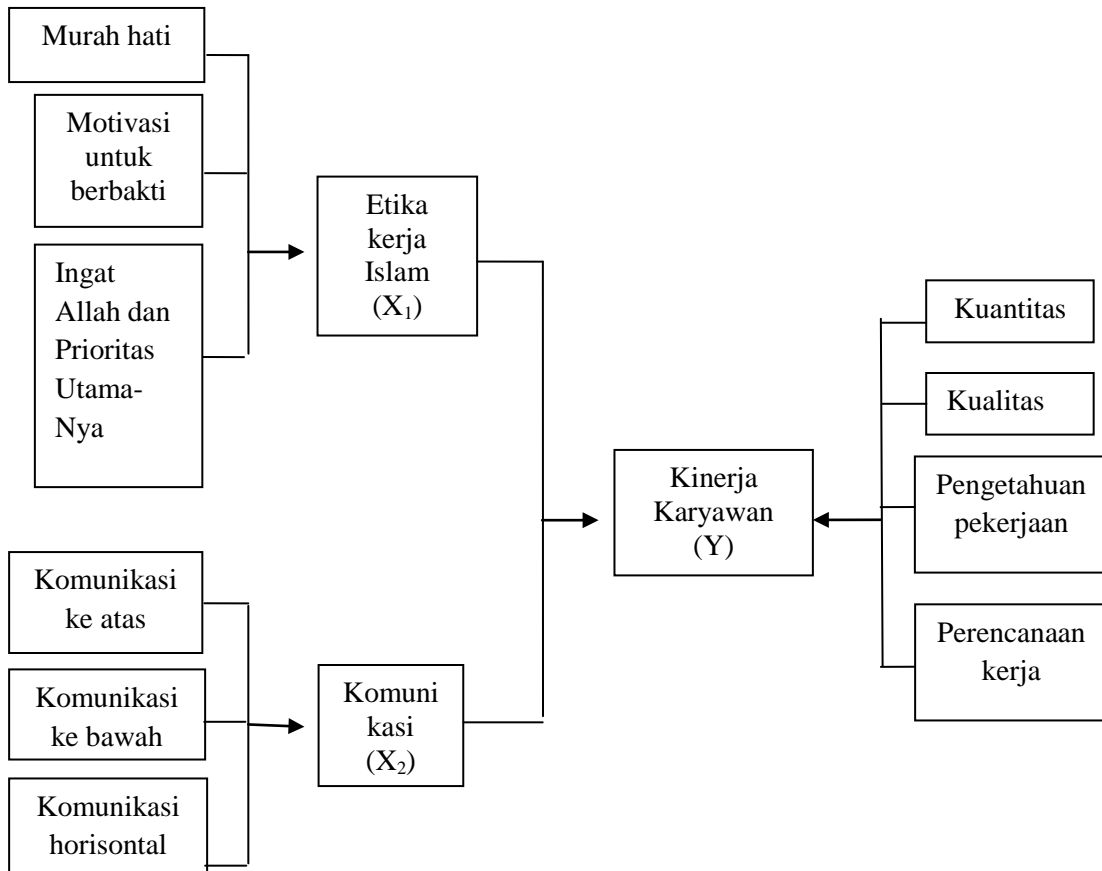 Murah hati
Motivasi
untuk
berbakti
Ingat
Allah dan
Prioritas
Utama-
Nya
Etika
kerja
Islam
(X₁)
Komunikasi
ke atas
Komunikasi
ke bawah
Komunikasi
horisontal
Komuni
kasi
(X₂)
Kinerja
Karyawan
(Y)
Kuantitas
Kualitas
Pengetahuan
pekerjaan
Perencanaan
kerja